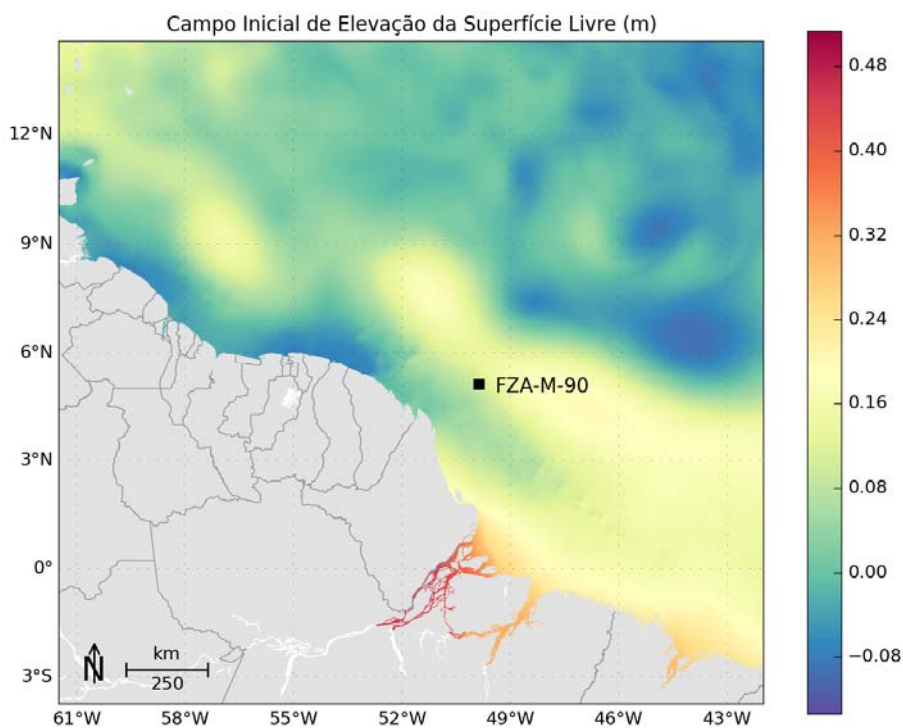 Campo Inicial de Elevação da Superfície Livre (m)
12°N
9°N
6°N
3°N
0°
3°S
FZA-M-90
N
km
250
61°W 58°W 55°W 52°W 49°W 46°W 43°W
0.48
0.40
0.32
0.24
0.16
0.08
0.00
−0.08